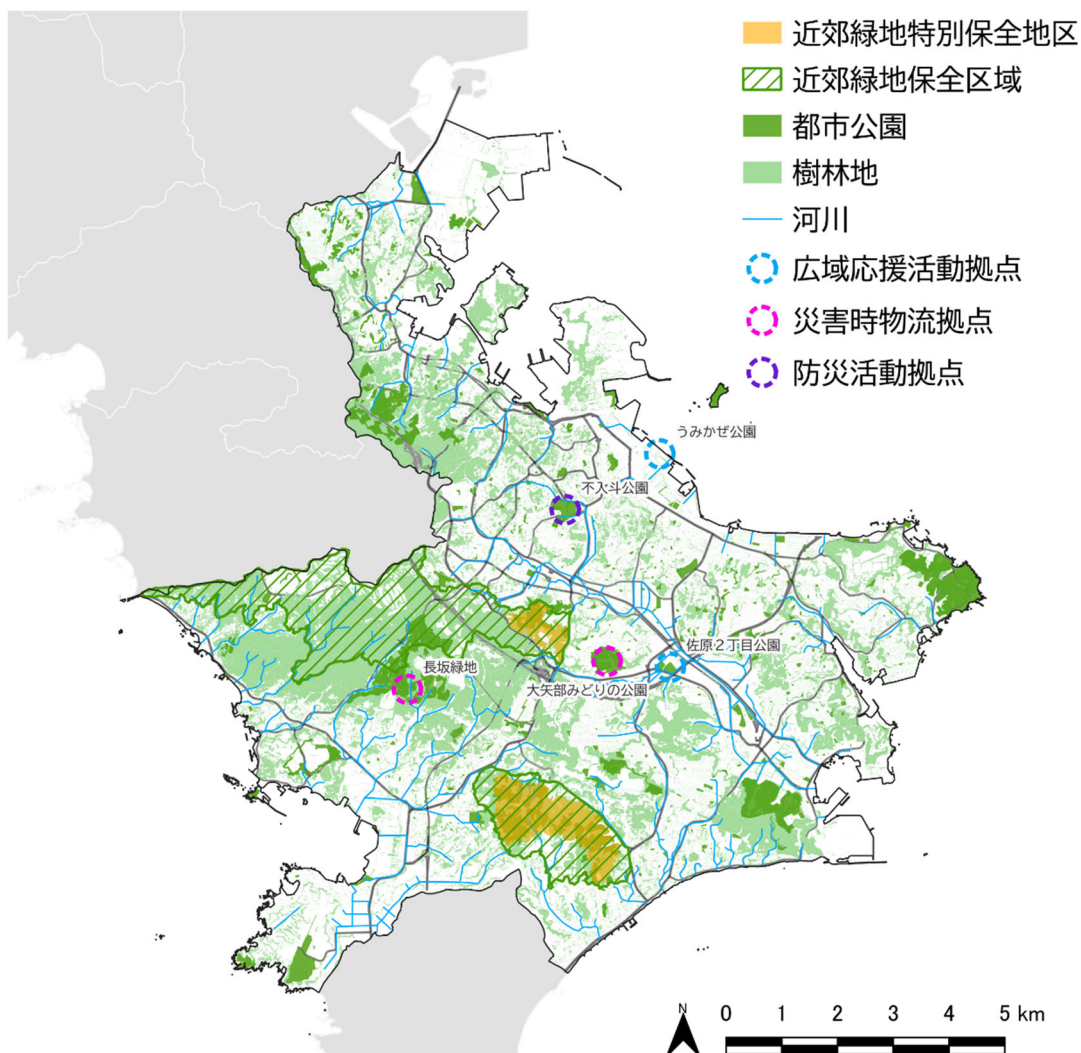 近郊緑地特別保全地区
近郊緑地保全区域
都市公園
樹林地
河川
広域応援活動拠点
災害時物流拠点
防災活動拠点
うみかぜ公園
不入斗公園
佐原２丁目公園
長坂緑地
大矢部みどりの公園
N
0 1 2 3 4 5 km